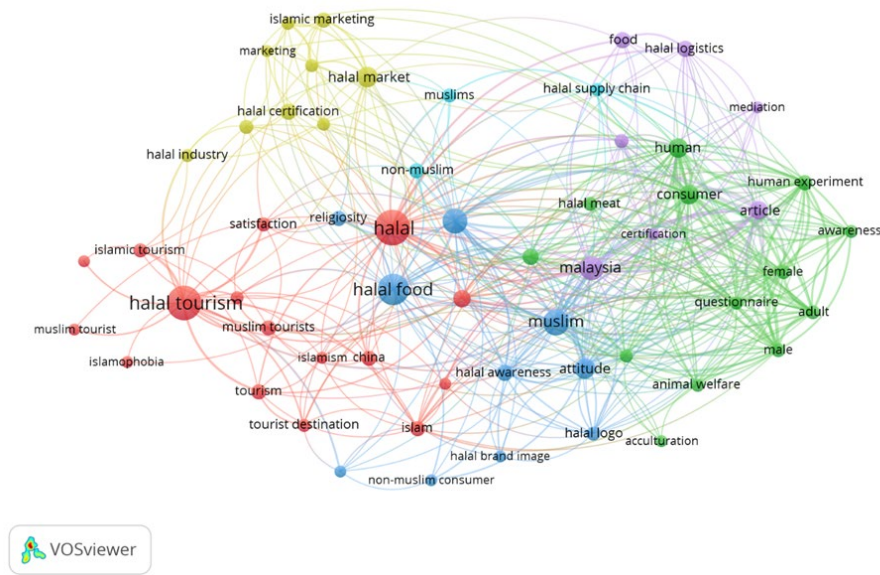 islamic marketing
marketing
halal market
food
halal logistics
muslims
halal supply chain
mediation
halal certification
halal industry
human
non-muslim
consumer
human experiment
halal meat
article
religiosity
satisfaction
halal
certification
awareness
islamic tourism
malaysia
female
halal food
halal tourism
questionnaire
adult
muslim
muslim tourist
muslim tourists
male
islamophobia
islamism
china
halal awareness
attitude
animal welfare
tourism
tourist destination
islam
halal logo
acculturation
halal brand image
non-muslim consumer
VOSviewer